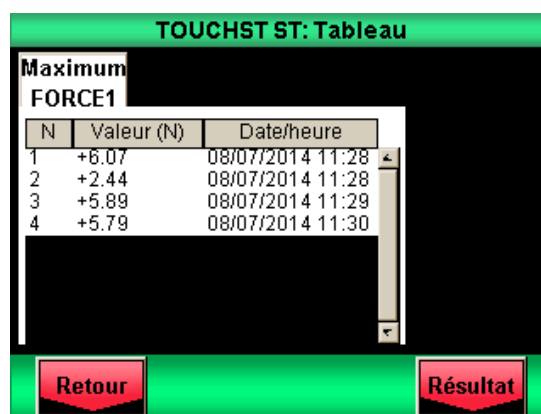 TOUCHST ST: Tableau
Maximum
FORCE1
N Valeur (N) Date/heure
1 +6.07 08/07/2014 11:28
2 +2.44 08/07/2014 11:28
3 +5.89 08/07/2014 11:29
4 +5.79 08/07/2014 11:30
Retour Résultat